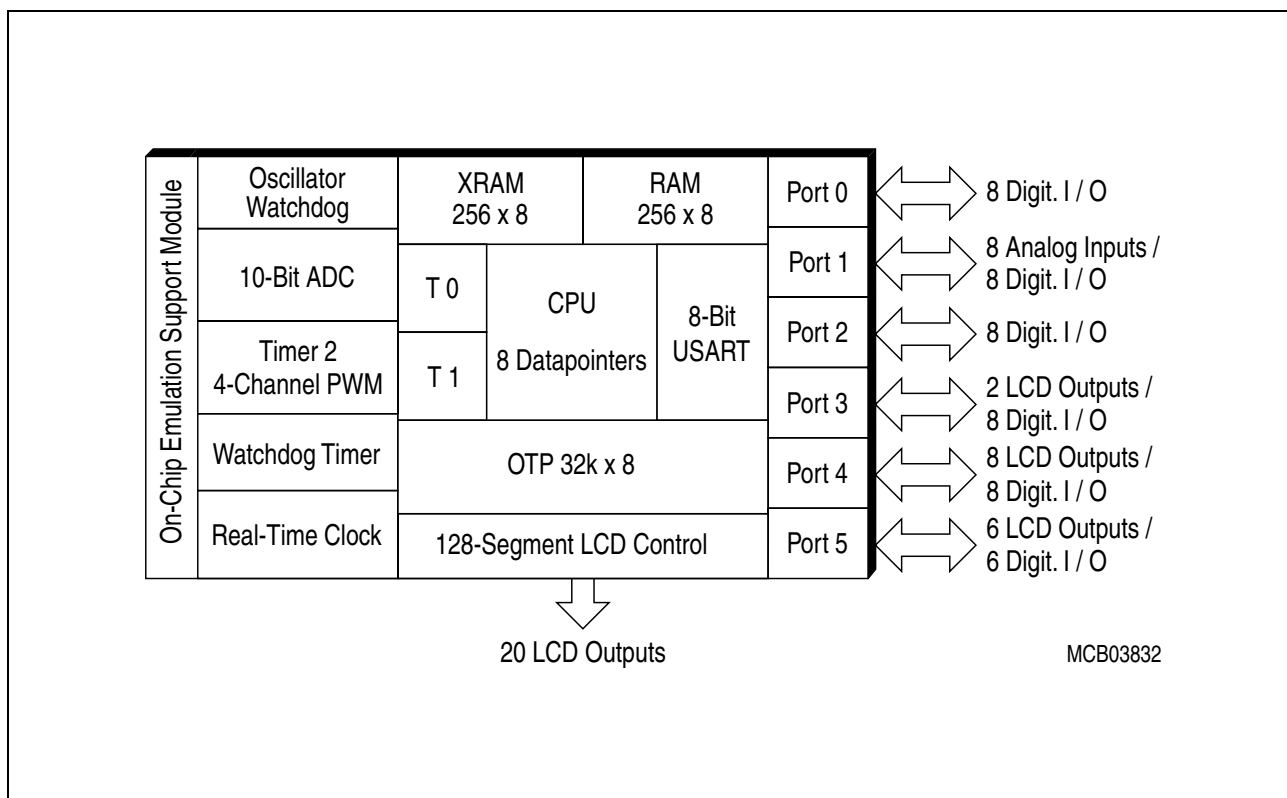 On-Chip Emulation Support Module
Oscillator
Watchdog
10-Bit ADC
Timer 2
4-Channel PWM
Watchdog Timer
Real-Time Clock
XRAM
256 x 8
RAM
256 x 8
T 0
T 1
CPU
8 Datapointers
8-Bit
USART
OTP 32k x 8
128-Segment LCD Control
Port 0
Port 1
Port 2
Port 3
Port 4
Port 5
8 Digit. I / O
8 Analog Inputs /
8 Digit. I / O
8 Digit. I / O
2 LCD Outputs /
8 Digit. I / O
8 LCD Outputs /
8 Digit. I / O
6 LCD Outputs /
6 Digit. I / O
20 LCD Outputs
MCB03832